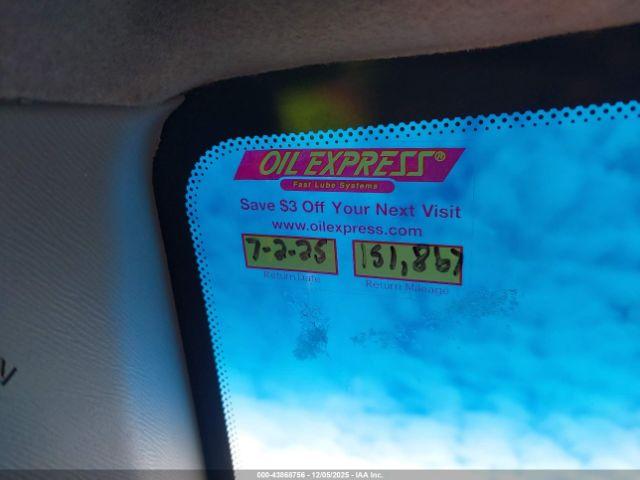 OIL EXPRESS®
Fast Lube Systems
Save $3 Off Your Next Visit
www.oilexpress.com
7-2-25 151,867
Return Date Return Mileage
000-43868756 - 12/05/2025 - IAA Inc.